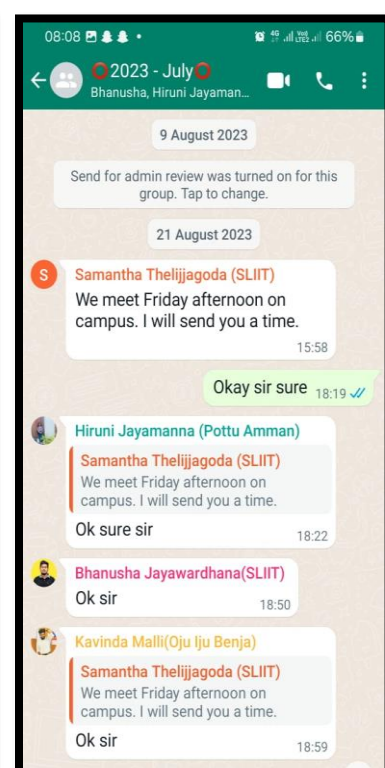 08:08
4G Vo)) LTE2 66%
⭕2023 - July⭕
Bhanusha, Hiruni Jayaman...
9 August 2023
Send for admin review was turned on for this
group. Tap to change.
21 August 2023
S
Samantha Thelijjagoda (SLIIT)
We meet Friday afternoon on
campus. I will send you a time.
15:58
Okay sir sure 18:19
Hiruni Jayamanna (Pottu Amman)
Samantha Thelijjagoda (SLIIT)
We meet Friday afternoon on
campus. I will send you a time.
Ok sure sir
18:22
Bhanusha Jayawardhana(SLIIT)
Ok sir
18:50
Kavinda Malli(Oju Iju Benja)
Samantha Thelijjagoda (SLIIT)
We meet Friday afternoon on
campus. I will send you a time.
Ok sir
18:59